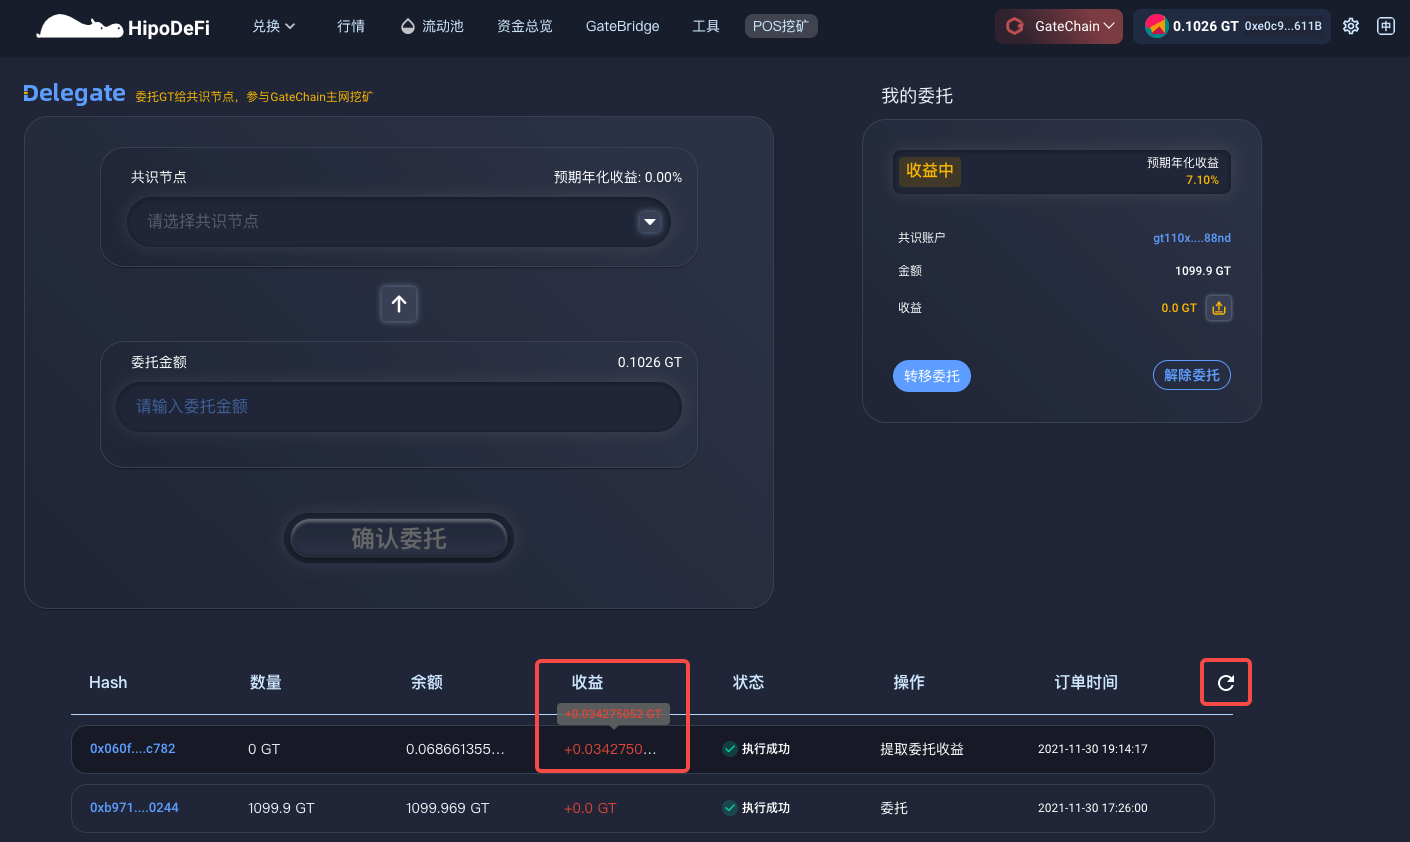 HipoDeFi
兑换
行情
流动池
资金总览
GateBridge
工具
POS挖矿
GateChain
0.1026 GT
0xe0c9...611B
中
Delegate
委托GT给共识节点，参与GateChain主网挖矿
共识节点
预期年化收益: 0.00%
请选择共识节点
委托金额
0.1026 GT
请输入委托金额
确认委托
我的委托
收益中
预期年化收益
7.10%
共识账户
gt110x....88nd
金额
1099.9 GT
收益
0.0 GT
转移委托
解除委托
Hash 数量 余额 收益 状态 操作 订单时间
+0.034275052 GT
0x060f....c782 0 GT 0.068661355... +0.0342750... 执行成功 提取委托收益 2021-11-30 19:14:17
0xb971....0244 1099.9 GT 1099.969 GT +0.0 GT 执行成功 委托 2021-11-30 17:26:00